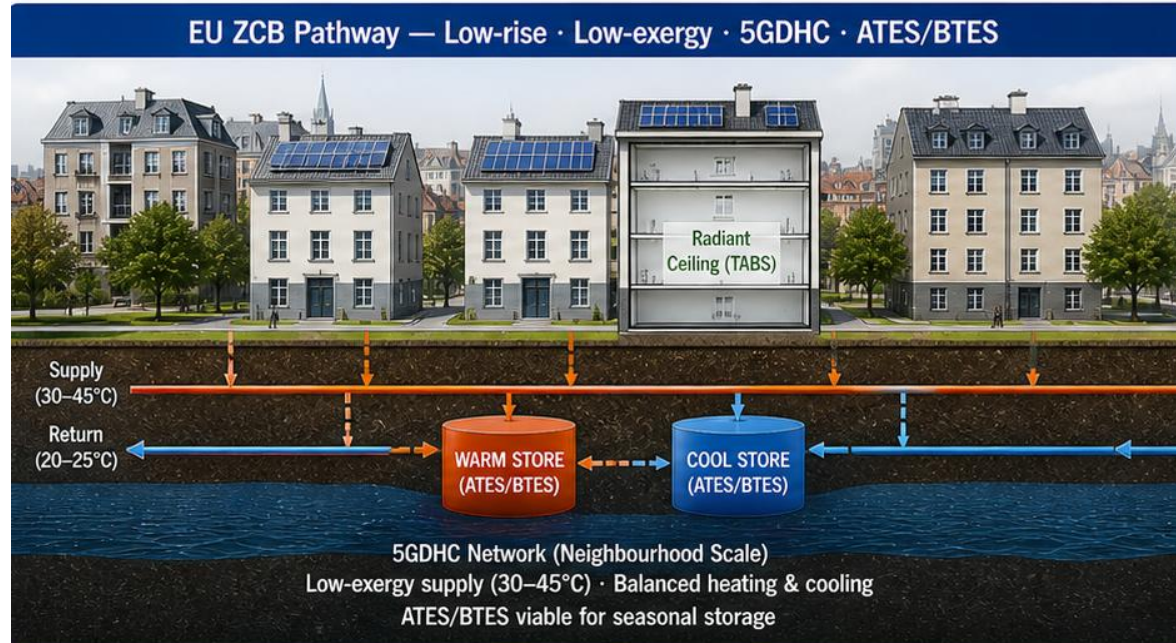 EU ZCB Pathway — Low-rise · Low-exergy · 5GDHC · ATES/BTES
Radiant
Ceiling (TABS)
Supply
(30–45°C)
Return
(20–25°C)
WARM STORE
(ATES/BTES)
COOL STORE
(ATES/BTES)
5GDHC Network (Neighbourhood Scale)
Low-exergy supply (30–45°C) · Balanced heating & cooling
ATES/BTES viable for seasonal storage